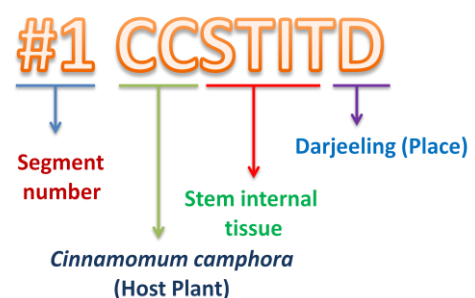 #1 CCSTITD
Segment
number
Darjeeling (Place)
Stem internal
tissue
Cinnamomum camphora
(Host Plant)